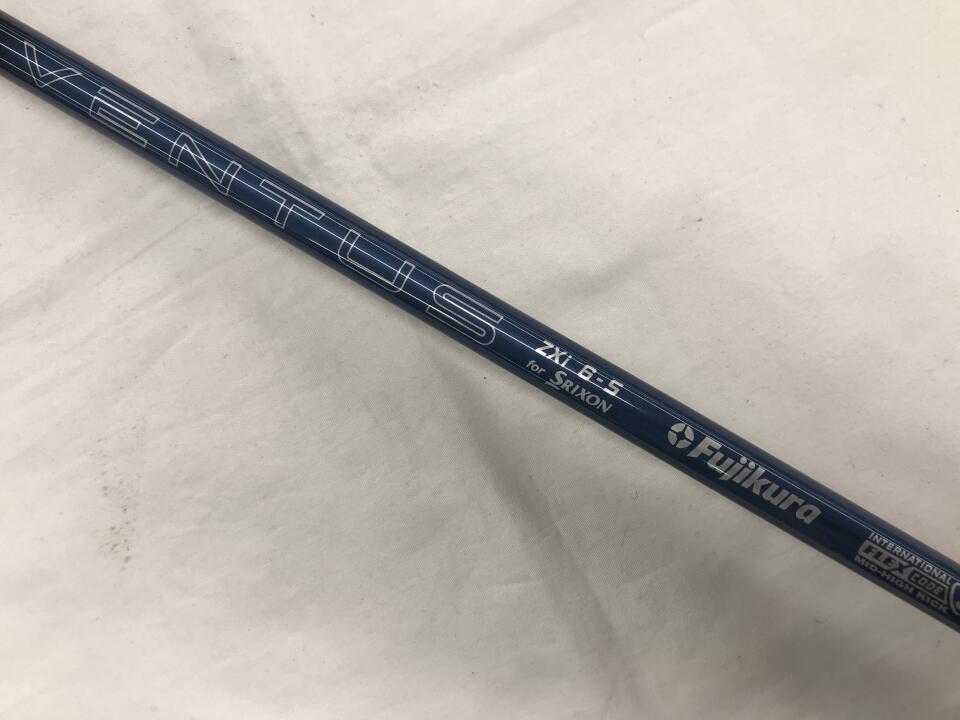 VENTUS
ZXi 6-S
for SRIXON
Fujikura
INTERNATIONAL
FLEX CODE
MID-HIGH KICK